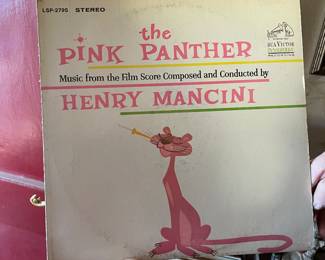 LSP-2795 STEREO
the
PINK PANTHER
RCA VICTOR
Music from the Film Score Composed and Conducted by
HENRY MANCINI